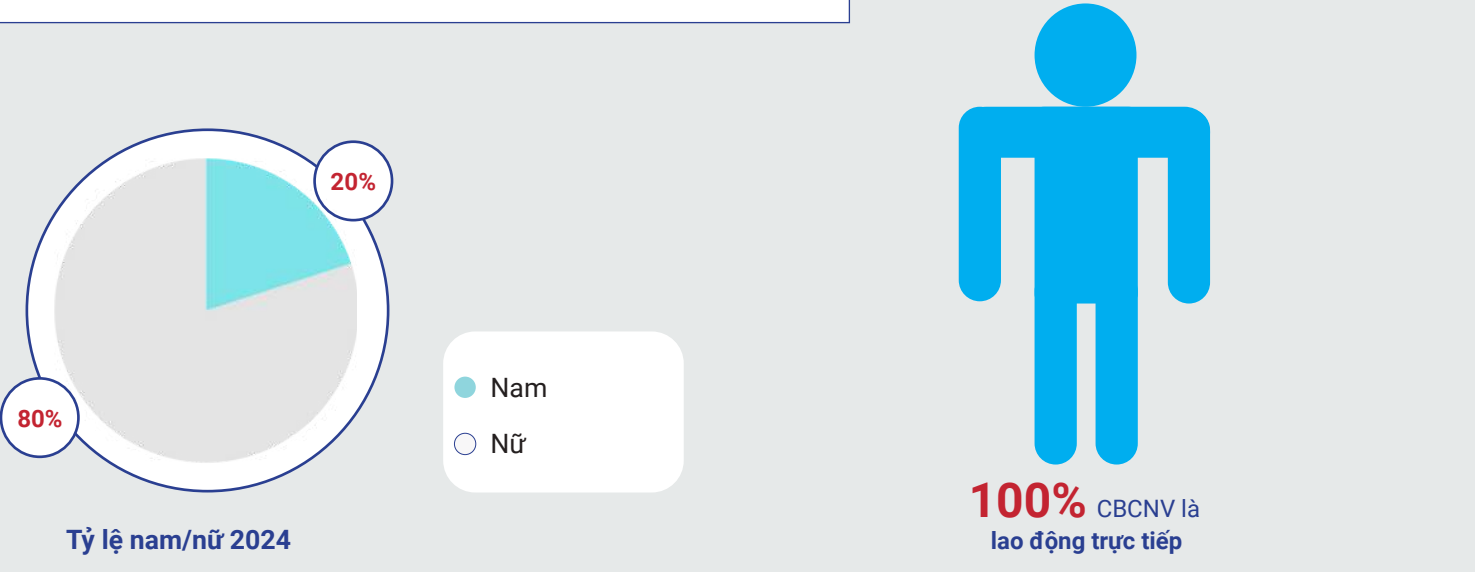 20%
80%
Nam
Nữ
Tỷ lệ nam/nữ 2024
100% CBCNV là
lao động trực tiếp